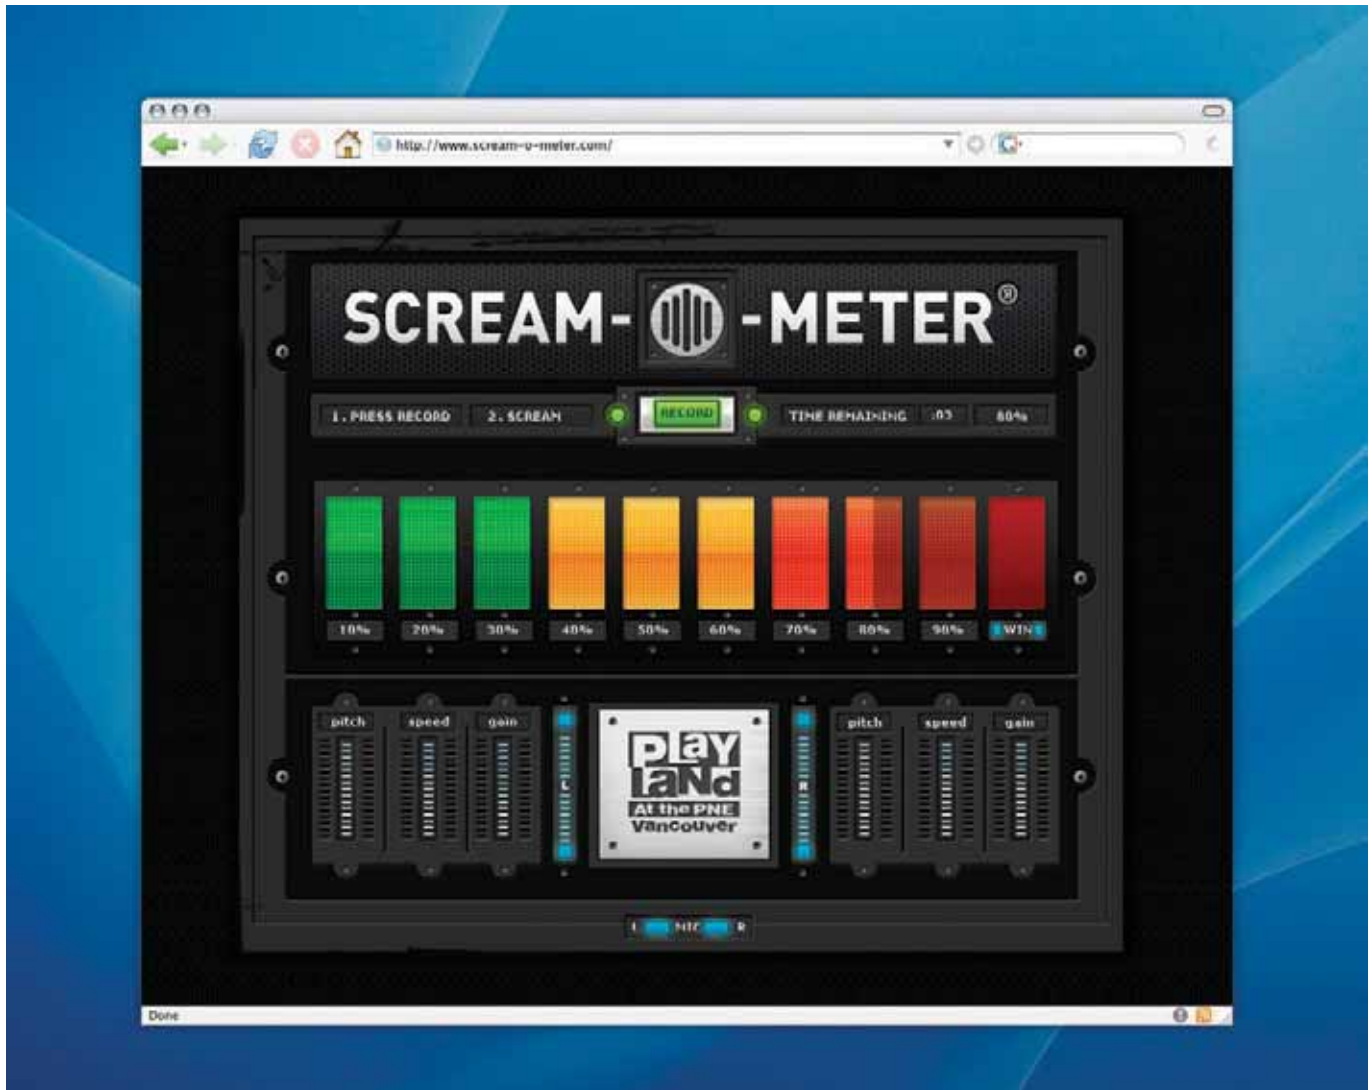 http://www.scream-o-meter.com/
SCREAM-O-METER®
1. PRESS RECORD 2. SCREAM RECORD TIME REMAINING :03 80%
10% 20% 30% 40% 50% 60% 70% 80% 90% WIN
pitch speed gain pitch speed gain
L R
PLAY
LAND
At the PNE
Vancouver
L MIC R
Done